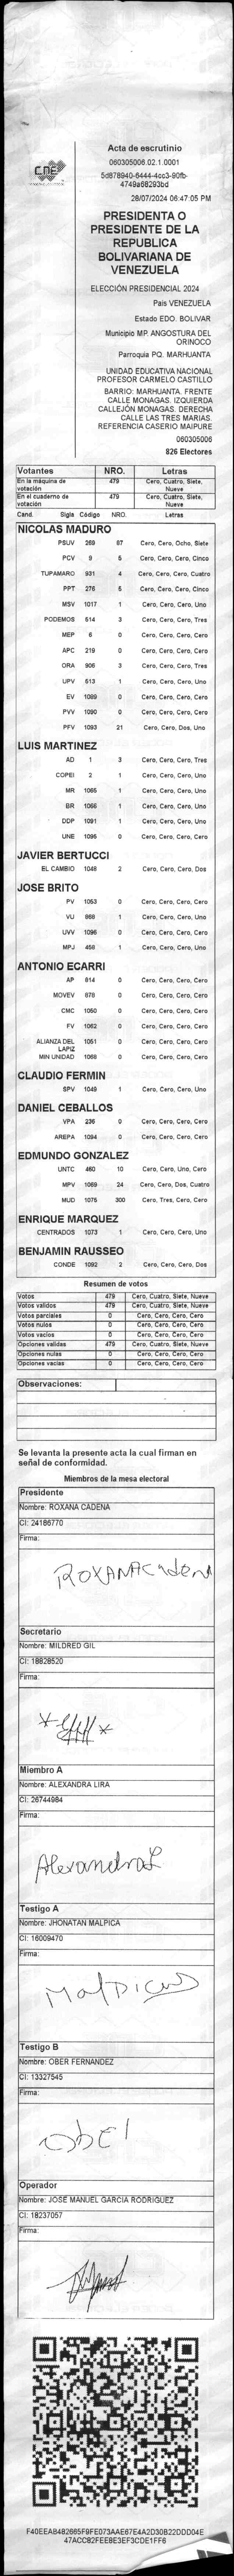 CNE
Acta de escrutinio
060305006.02.1.0001
5d878940-6444-4cc3-90fb-
4749a68293bd
28/07/2024 06:47:05 PM
PRESIDENTA O
PRESIDENTE DE LA
REPUBLICA
BOLIVARIANA DE
VENEZUELA
ELECCIÓN PRESIDENCIAL 2024
País VENEZUELA
Estado EDO. BOLIVAR
Municipio MP. ANGOSTURA DEL
ORINOCO
Parroquia PQ. MARHUANTA
UNIDAD EDUCATIVA NACIONAL
PROFESOR CARMELO CASTILLO
BARRIO: MARHUANTA. FRENTE
CALLE MONAGAS. IZQUIERDA
CALLEJÓN MONAGAS. DERECHA
CALLE LAS TRES MARIAS.
REFERENCIA CASERIO MAIPURE
060305006
826 Electores
Votantes NRO. Letras
En la máquina de votación 479 Cero, Cuatro, Siete, Nueve
En el cuaderno de votación 479 Cero, Cuatro, Siete, Nueve
Cand. Sigla Código NRO. Letras
NICOLAS MADURO
PSUV 269 87 Cero, Cero, Ocho, Siete
PCV 9 5 Cero, Cero, Cero, Cinco
TUPAMARO 931 4 Cero, Cero, Cero, Cuatro
PPT 276 5 Cero, Cero, Cero, Cinco
MSV 1017 1 Cero, Cero, Cero, Uno
PODEMOS 514 3 Cero, Cero, Cero, Tres
MEP 6 0 Cero, Cero, Cero, Cero
APC 219 0 Cero, Cero, Cero, Cero
ORA 906 3 Cero, Cero, Cero, Tres
UPV 513 1 Cero, Cero, Cero, Uno
EV 1089 0 Cero, Cero, Cero, Cero
PVV 1090 0 Cero, Cero, Cero, Cero
PFV 1093 21 Cero, Cero, Dos, Uno
LUIS MARTINEZ
AD 1 3 Cero, Cero, Cero, Tres
COPEI 2 1 Cero, Cero, Cero, Uno
MR 1065 1 Cero, Cero, Cero, Uno
BR 1066 1 Cero, Cero, Cero, Uno
DDP 1091 1 Cero, Cero, Cero, Uno
UNE 1096 0 Cero, Cero, Cero, Cero
JAVIER BERTUCCI
EL CAMBIO 1048 2 Cero, Cero, Cero, Dos
JOSE BRITO
PV 1053 0 Cero, Cero, Cero, Cero
VU 868 1 Cero, Cero, Cero, Uno
UVV 1098 0 Cero, Cero, Cero, Cero
MPJ 458 1 Cero, Cero, Cero, Uno
ANTONIO ECARRI
AP 814 0 Cero, Cero, Cero, Cero
MOVEV 978 0 Cero, Cero, Cero, Cero
CMC 1050 0 Cero, Cero, Cero, Cero
FV 1062 0 Cero, Cero, Cero, Cero
ALIANZA DEL LAPIZ 1051 0 Cero, Cero, Cero, Cero
MIN UNIDAD 1068 0 Cero, Cero, Cero, Cero
CLAUDIO FERMIN
SPV 1049 1 Cero, Cero, Cero, Uno
DANIEL CEBALLOS
VPA 236 0 Cero, Cero, Cero, Cero
AREPA 1094 0 Cero, Cero, Cero, Cero
EDMUNDO GONZALEZ
UNTC 460 10 Cero, Cero, Uno, Cero
MPV 1069 24 Cero, Cero, Dos, Cuatro
MUD 1075 300 Cero, Tres, Cero, Cero
ENRIQUE MARQUEZ
CENTRADOS 1073 1 Cero, Cero, Cero, Uno
BENJAMIN RAUSSEO
CONDE 1092 2 Cero, Cero, Cero, Dos
Resumen de votos
Votos 479 Cero, Cuatro, Siete, Nueve
Votos validos 479 Cero, Cuatro, Siete, Nueve
Votos parciales 0 Cero, Cero, Cero, Cero
Votos nulos 0 Cero, Cero, Cero, Cero
Votos vacios 0 Cero, Cero, Cero, Cero
Opciones validas 479 Cero, Cuatro, Siete, Nueve
Opciones nulas 0 Cero, Cero, Cero, Cero
Opciones vacias 0 Cero, Cero, Cero, Cero
Observaciones:
Se levanta la presente acta la cual firman en
señal de conformidad.
Miembros de la mesa electoral
Presidente
Nombre: ROXANA CADENA
CI: 24186770
Firma:
ROXANA Cadena
Secretario
Nombre: MILDRED GIL
CI: 18828520
Firma:
Miembro A
Nombre: ALEXANDRA LIRA
CI: 26744984
Firma:
Alexandra L
Testigo A
Nombre: JHONATAN MALPICA
CI: 16009470
Firma:
Malpica
Testigo B
Nombre: OBER FERNANDEZ
CI: 13327545
Firma:
Obel
Operador
Nombre: JOSE MANUEL GARCIA RODRIGUEZ
CI: 18237057
Firma:
F40EEAB482665F9FE073AAE67E4A2D30B22DDD04E
47ACC82FEE8E3EF3CDE1FF6